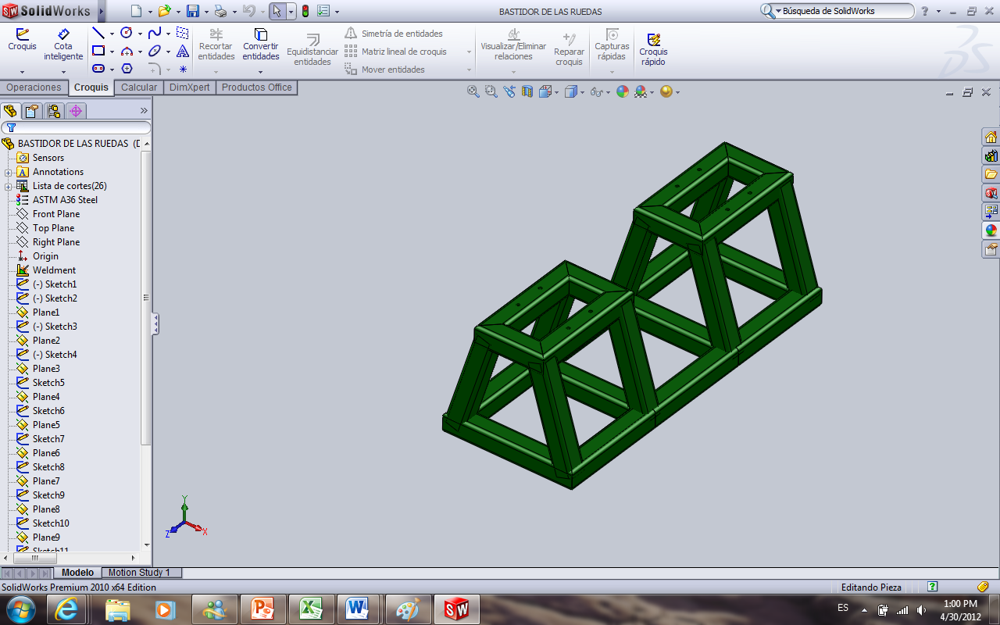 SolidWorks
BASTIDOR DE LAS RUEDAS
Búsqueda de SolidWorks
Croquis
Cota inteligente
Recortar entidades
Convertir entidades
Equidistanciar entidades
Simetría de entidades
Matriz lineal de croquis
Mover entidades
Visualizar/Eliminar relaciones
Reparar croquis
Capturas rápidas
Croquis rápido
Operaciones
Croquis
Calcular
DimXpert
Productos Office
BASTIDOR DE LAS RUEDAS (D
Sensors
Annotations
Lista de cortes(26)
ASTM A36 Steel
Front Plane
Top Plane
Right Plane
Origin
Weldment
(-) Sketch1
(-) Sketch2
Plane1
(-) Sketch3
Plane2
(-) Sketch4
Plane3
Sketch5
Plane4
Sketch6
Plane5
Sketch7
Plane6
Sketch8
Plane7
Sketch9
Plane8
Sketch10
Plane9
Sketch11
Y
Z
X
Modelo
Motion Study 1
SolidWorks Premium 2010 x64 Edition
Editando Pieza
ES
1:00 PM
4/30/2012